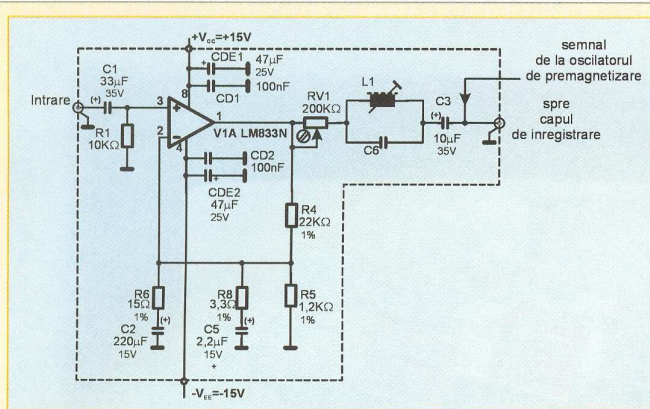 +Vcc=+15V
CDE1
47μF
25V
CD1
100nF
8
C1
33μF
35V
(+)
Intrare
R1
10KΩ
3
+
2
−
1
4
V1A LM833N
CD2
100nF
CDE2
47μF
25V
+
RV1
200KΩ
L1
C6
C3
(+)
10μF
35V
semnal
de la oscilatorul
de premagnetizare
spre
capul
de inregistrare
R4
22KΩ
1%
R6
15Ω
1%
(+)
C2
220μF
15V
R8
3,3Ω
1%
(+)
C5
2,2μF
15V
+
R5
1,2KΩ
1%
-VEE=-15V